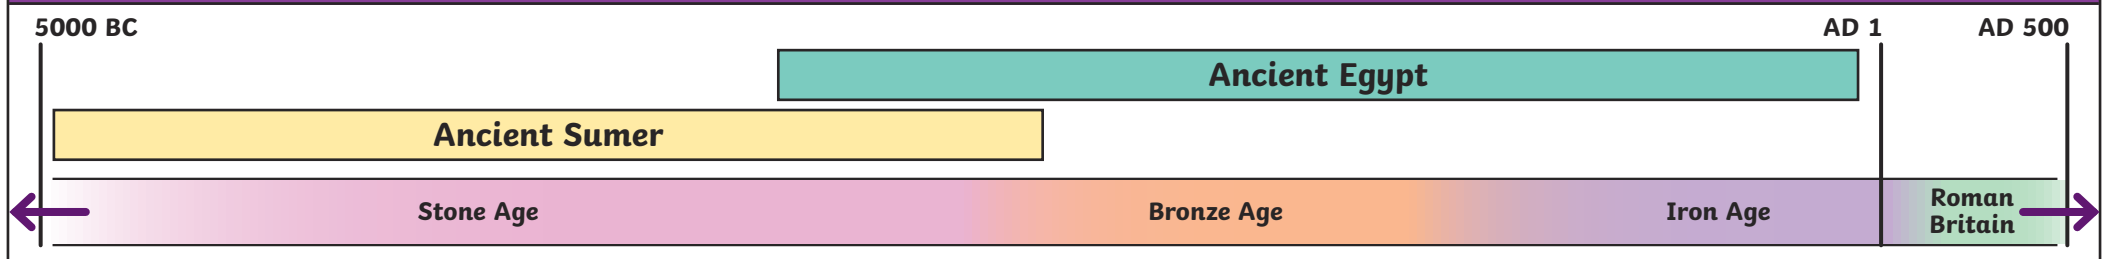 5000 BC
AD 1
AD 500
Ancient Egypt
Ancient Sumer
Stone Age
Bronze Age
Iron Age
Roman
Britain